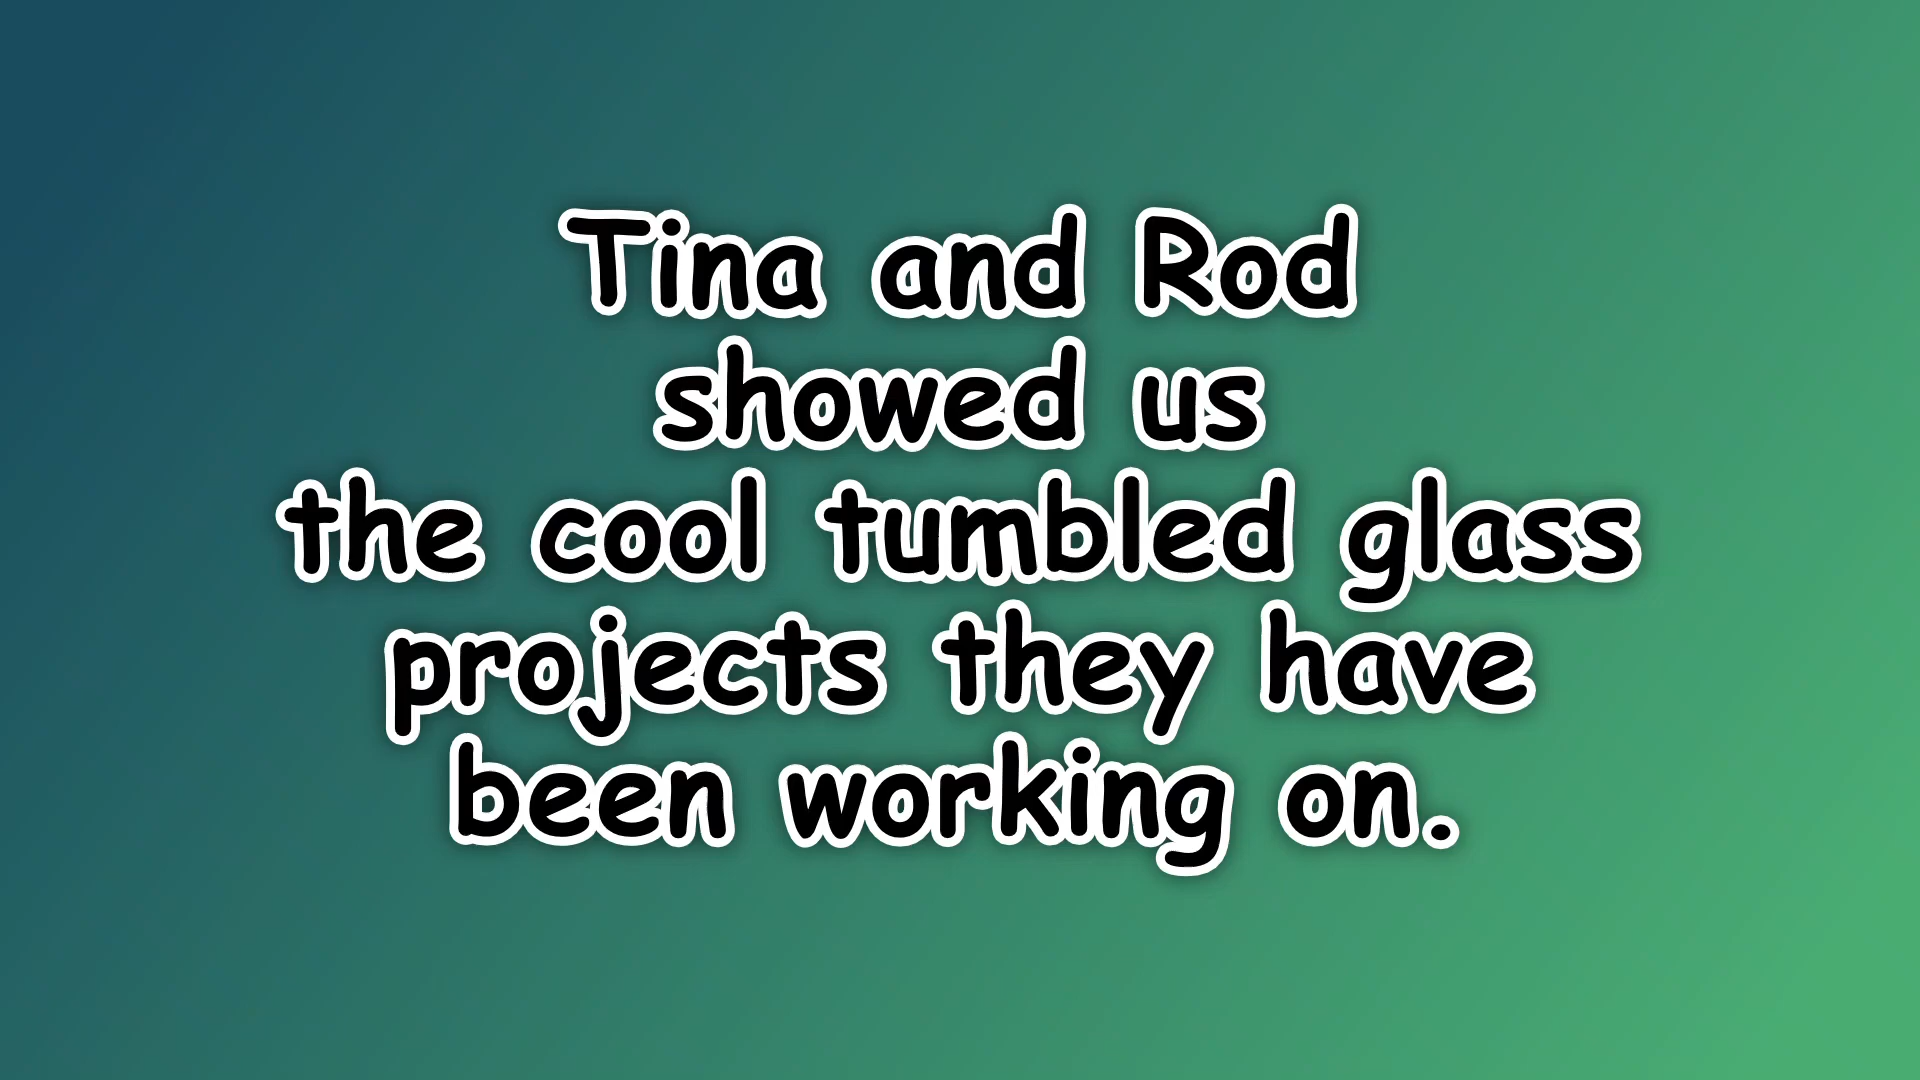 Tina and Rod
showed us
the cool tumbled glass
projects they have
been working on.